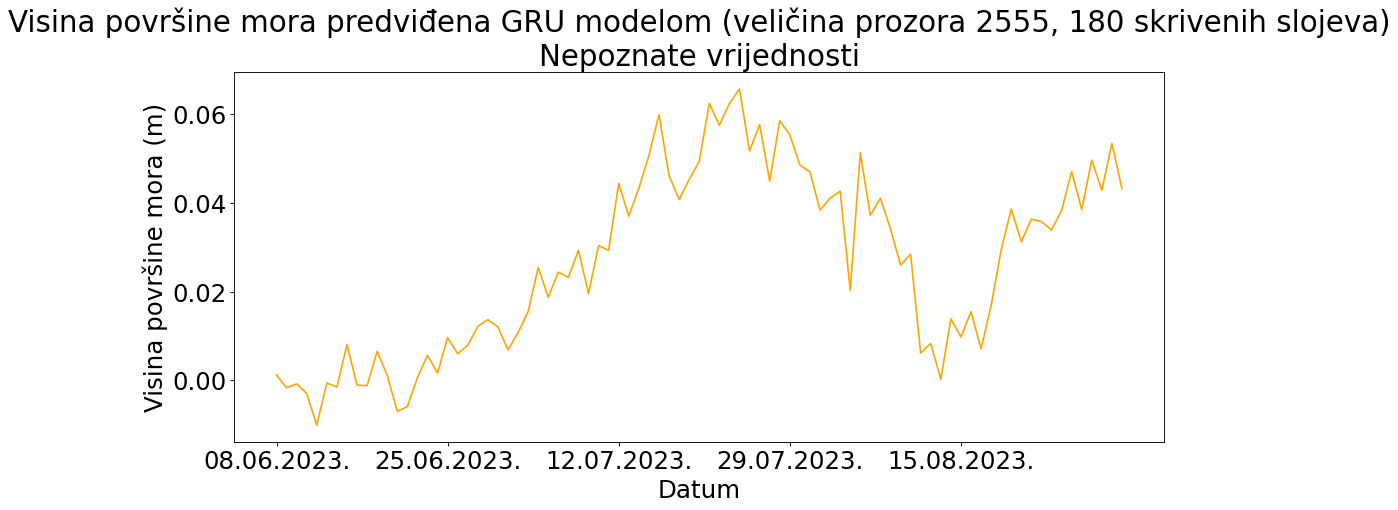 Visina površine mora predviđena GRU modelom (veličina prozora 2555, 180 skrivenih slojeva)
Nepoznate vrijednosti
Visina površine mora (m)
0.06
0.04
0.02
0.00
08.06.2023. 25.06.2023. 12.07.2023. 29.07.2023. 15.08.2023.
Datum